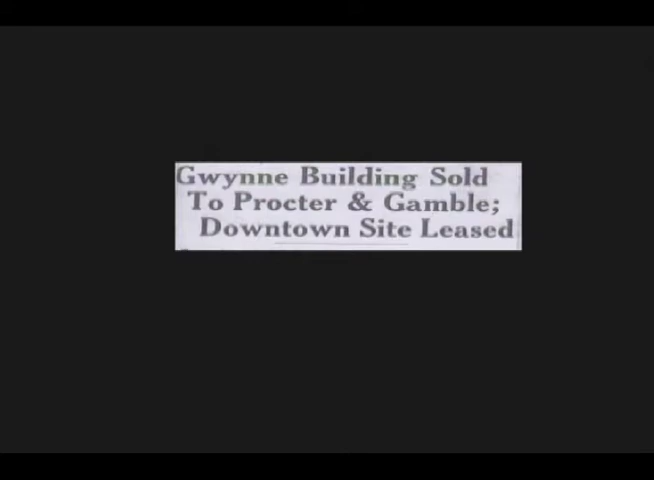 Gwynne Building Sold
To Procter & Gamble;
Downtown Site Leased